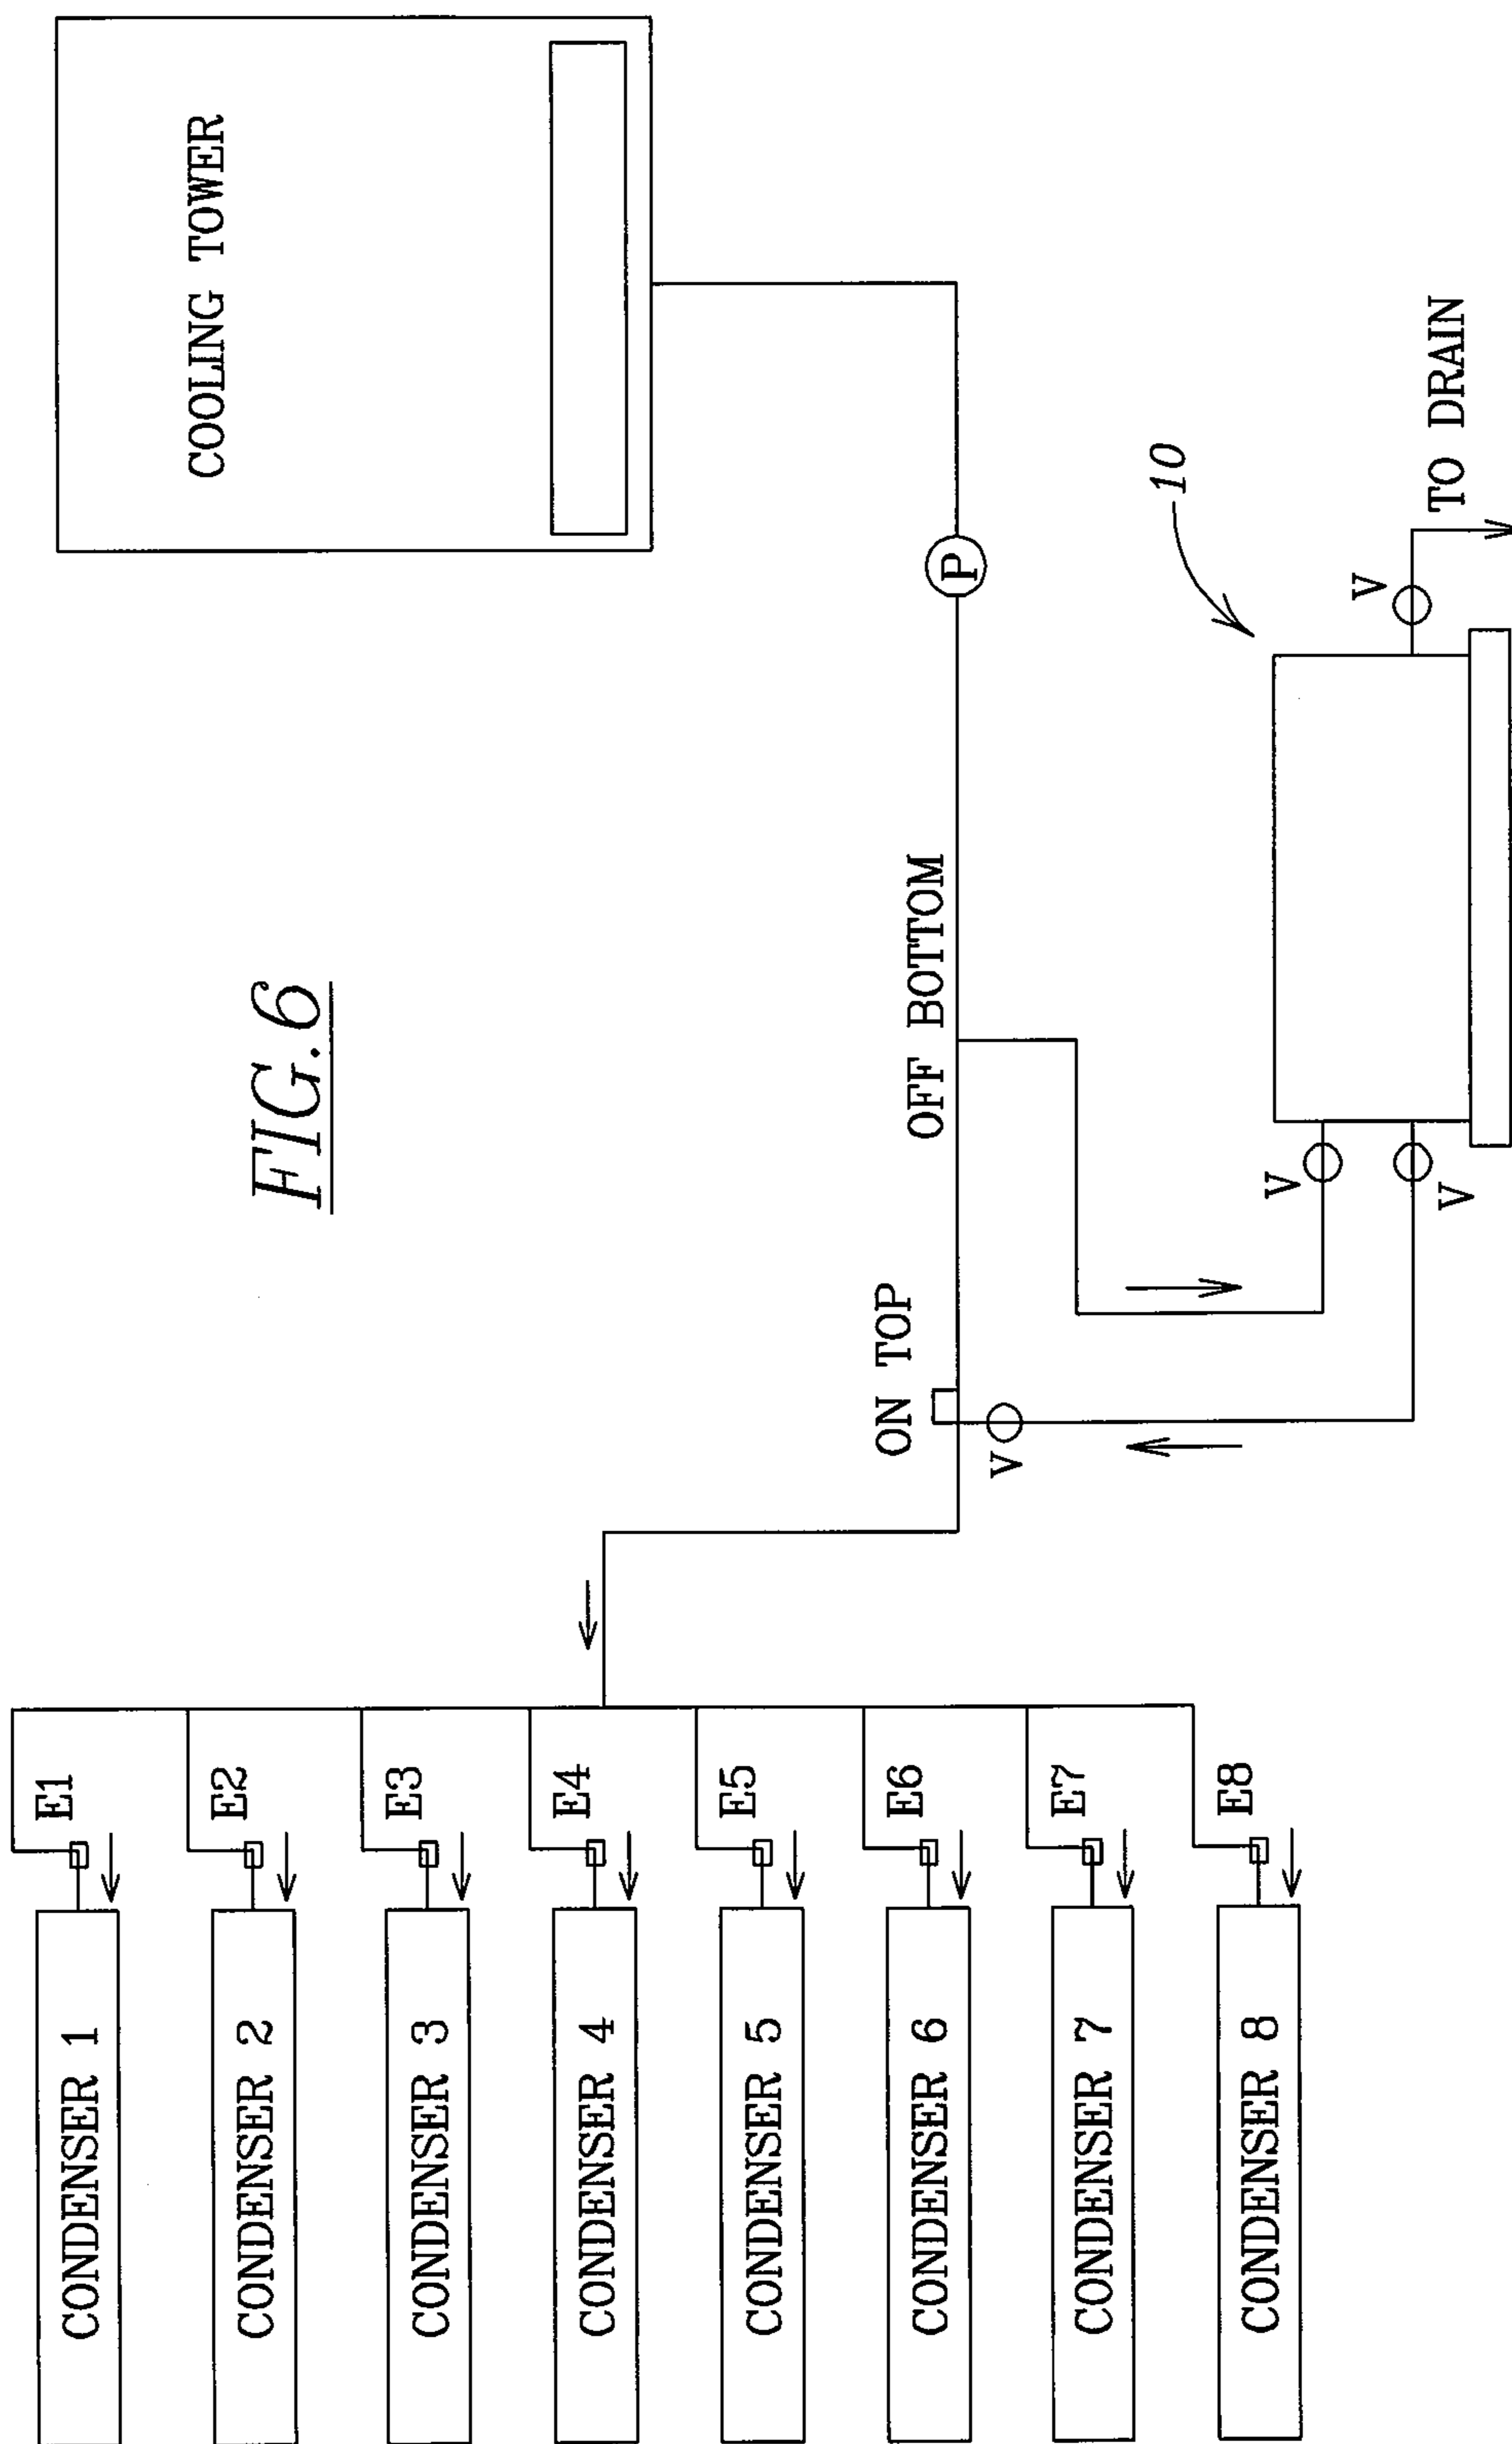 FIG.6
COOLING TOWER
P
OFF BOTTOM
ON TOP
V
V
V
V
10
TO DRAIN
E1
CONDENSER 1
E2
CONDENSER 2
E3
CONDENSER 3
E4
CONDENSER 4
E5
CONDENSER 5
E6
CONDENSER 6
E7
CONDENSER 7
E8
CONDENSER 8